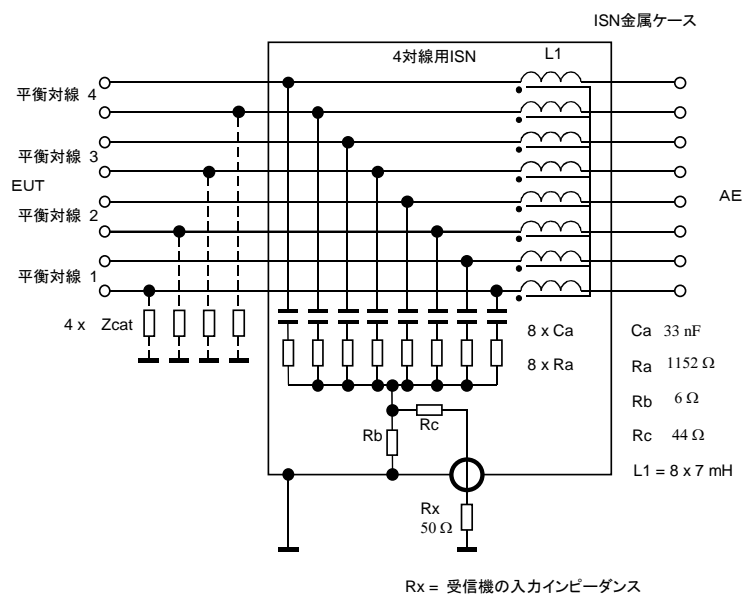 ISN金属ケース
4対線用ISN
L1
平衡対線 4
平衡対線 3
EUT
平衡対線 2
平衡対線 1
AE
4 x Zcat
8 x Ca
8 x Ra
Ca 33 nF
Ra 1152 Ω
Rb 6 Ω
Rc 44 Ω
L1 = 8 x 7 mH
Rb
Rc
Rx
50 Ω
Rx = 受信機の入力インピーダンス